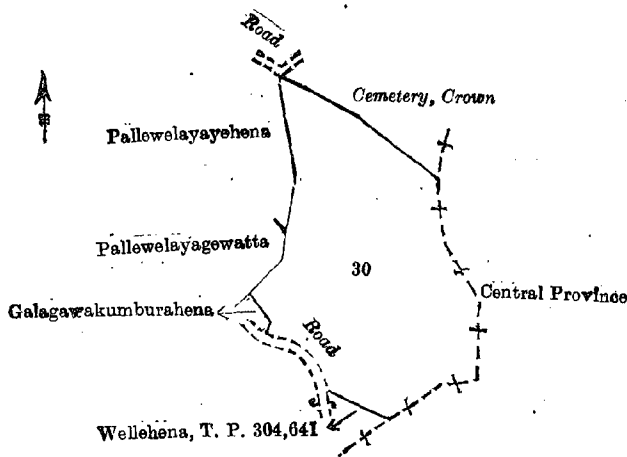 Road
Cemetery, Crown
Pallewelayayehena
Pallewelayagewatta
30
Central Province
Galagawakumburahena
Road
Wellehena, T. P. 304,641